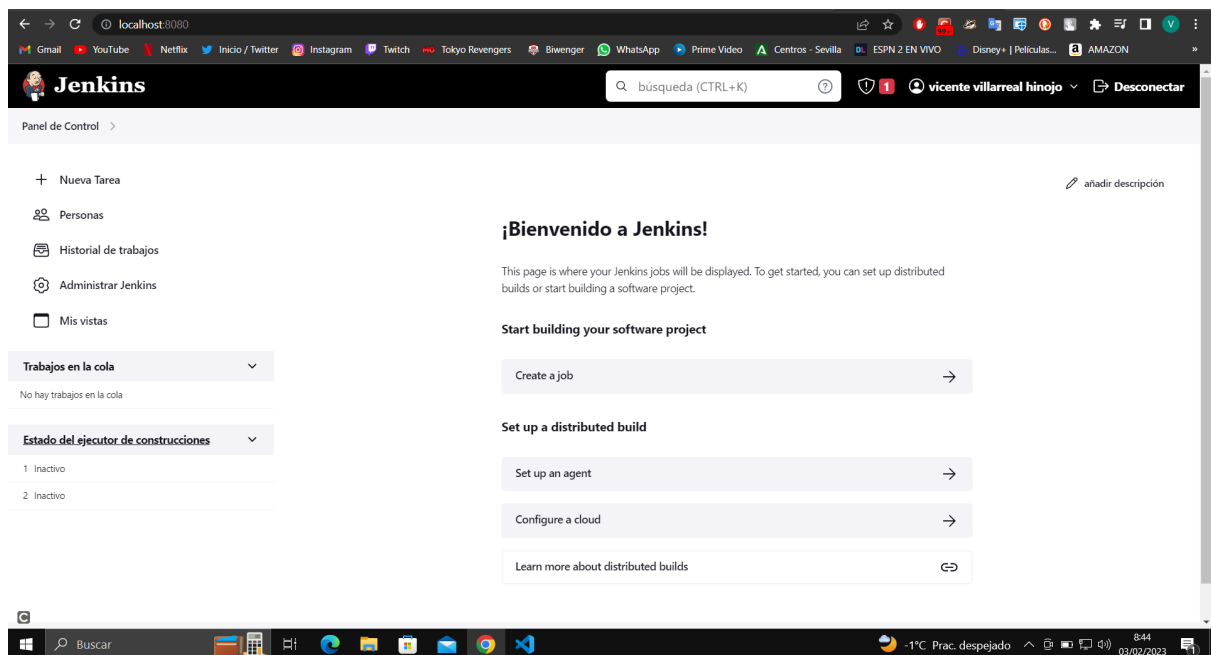 localhost:8080
99+
Gmail YouTube Netflix Inicio / Twitter Instagram Twitch Tokyo Revengers Biwenger WhatsApp Prime Video Centros - Sevilla ESPN 2 EN VIVO Disney+ | Películas... AMAZON »
Jenkins búsqueda (CTRL+K) 1 vicente villarreal hinojo Desconectar
Panel de Control
Nueva Tarea
añadir descripción
Personas
Historial de trabajos
Administrar Jenkins
Mis vistas
Trabajos en la cola
No hay trabajos en la cola
Estado del ejecutor de construcciones
1 Inactivo
2 Inactivo
¡Bienvenido a Jenkins!
This page is where your Jenkins jobs will be displayed. To get started, you can set up distributed
builds or start building a software project.
Start building your software project
Create a job
Set up a distributed build
Set up an agent
Configure a cloud
Learn more about distributed builds
Buscar
-1°C Prac. despejado
8:44
03/02/2023